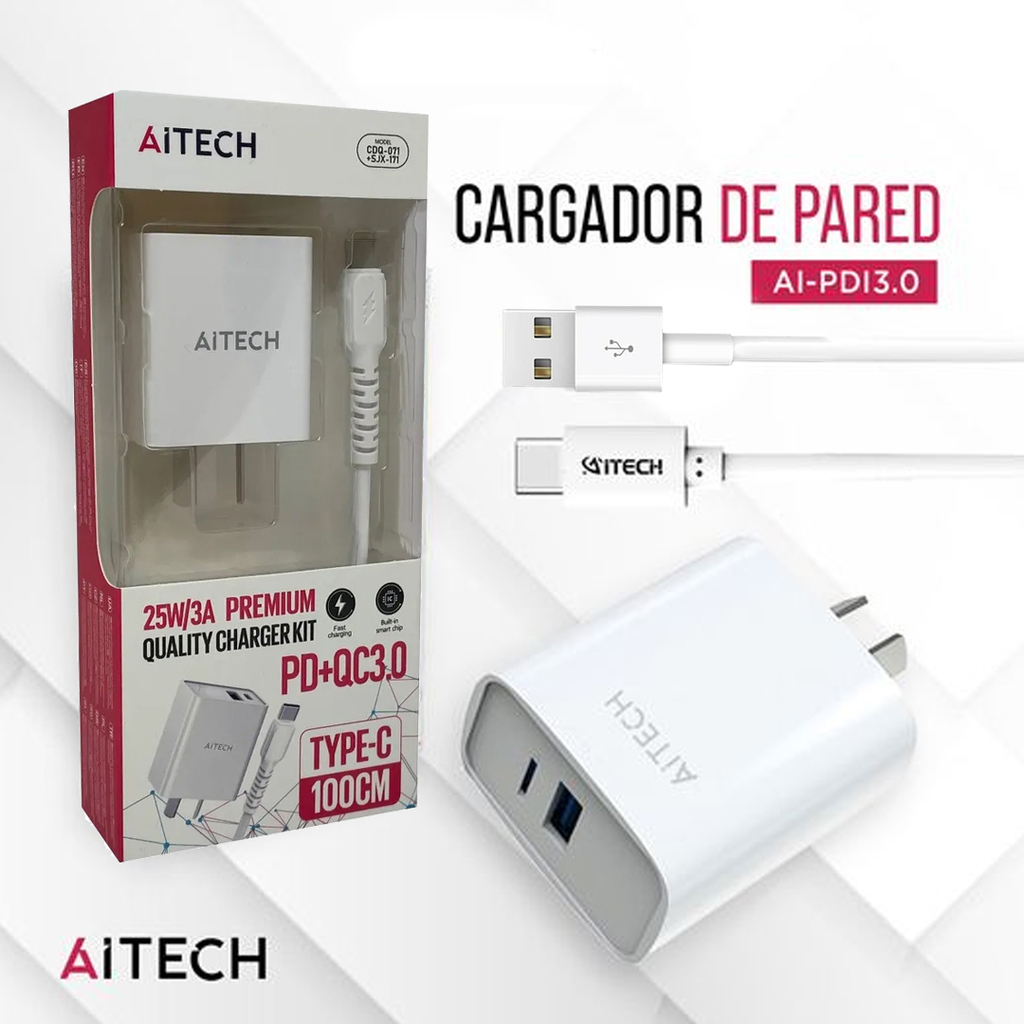 AiTECH
MODEL
CDQ-071
+SJX-171
CARGADOR DE PARED
AI-PDI3.0
AiTECH
AITECH
25W/3A PREMIUM
QUALITY CHARGER KIT
Fast
charging
IC
Built-in
smart chip
PD+QC3.0
AiTECH
TYPE-C
100CM
AiTECH
AiTECH